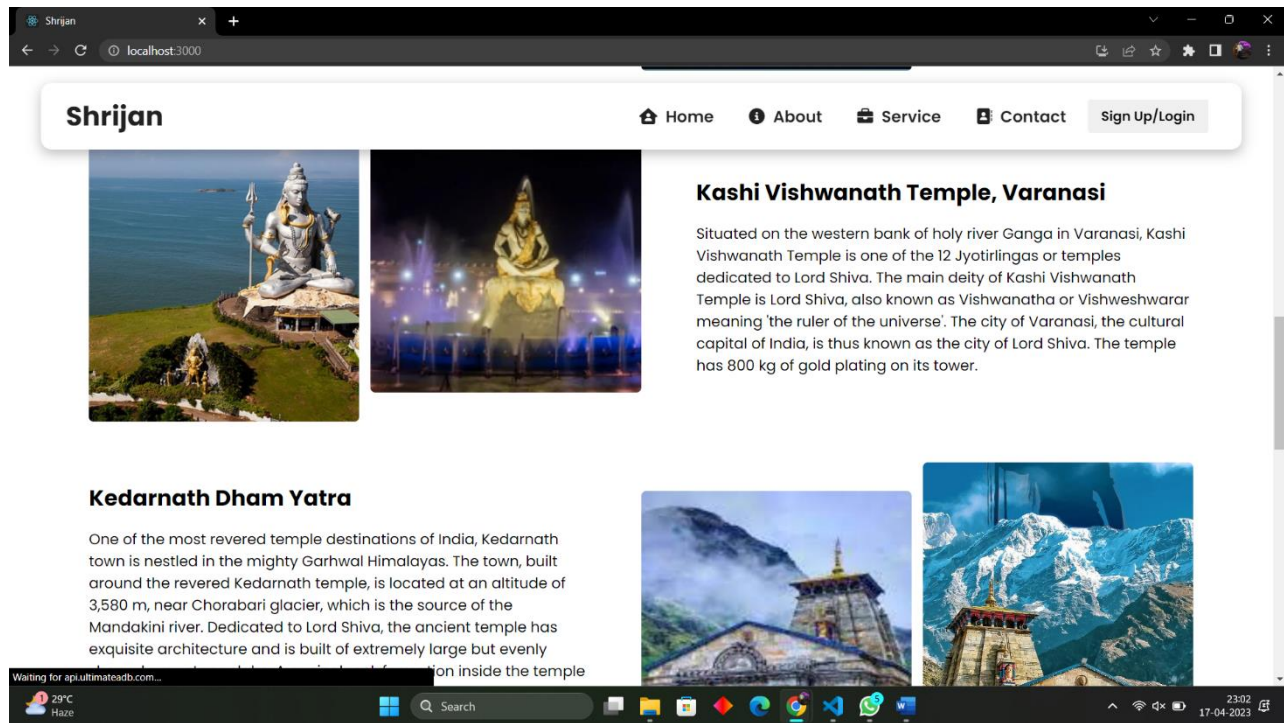 Shrijan
localhost:3000
Shrijan
Home
About
Service
Contact
Sign Up/Login
Kashi Vishwanath Temple, Varanasi
Situated on the western bank of holy river Ganga in Varanasi, Kashi
Vishwanath Temple is one of the 12 Jyotirlingas or temples
dedicated to Lord Shiva. The main deity of Kashi Vishwanath
Temple is Lord Shiva, also known as Vishwanatha or Vishweshwarar
meaning 'the ruler of the universe'. The city of Varanasi, the cultural
capital of India, is thus known as the city of Lord Shiva. The temple
has 800 kg of gold plating on its tower.
Kedarnath Dham Yatra
One of the most revered temple destinations of India, Kedarnath
town is nestled in the mighty Garhwal Himalayas. The town, built
around the revered Kedarnath temple, is located at an altitude of
3,580 m, near Chorabari glacier, which is the source of the
Mandakini river. Dedicated to Lord Shiva, the ancient temple has
exquisite architecture and is built of extremely large but evenly
inside the temple
Waiting for api.ultimateadb.com...
1
29°C
Haze
Search
5
23:02
17-04-2023